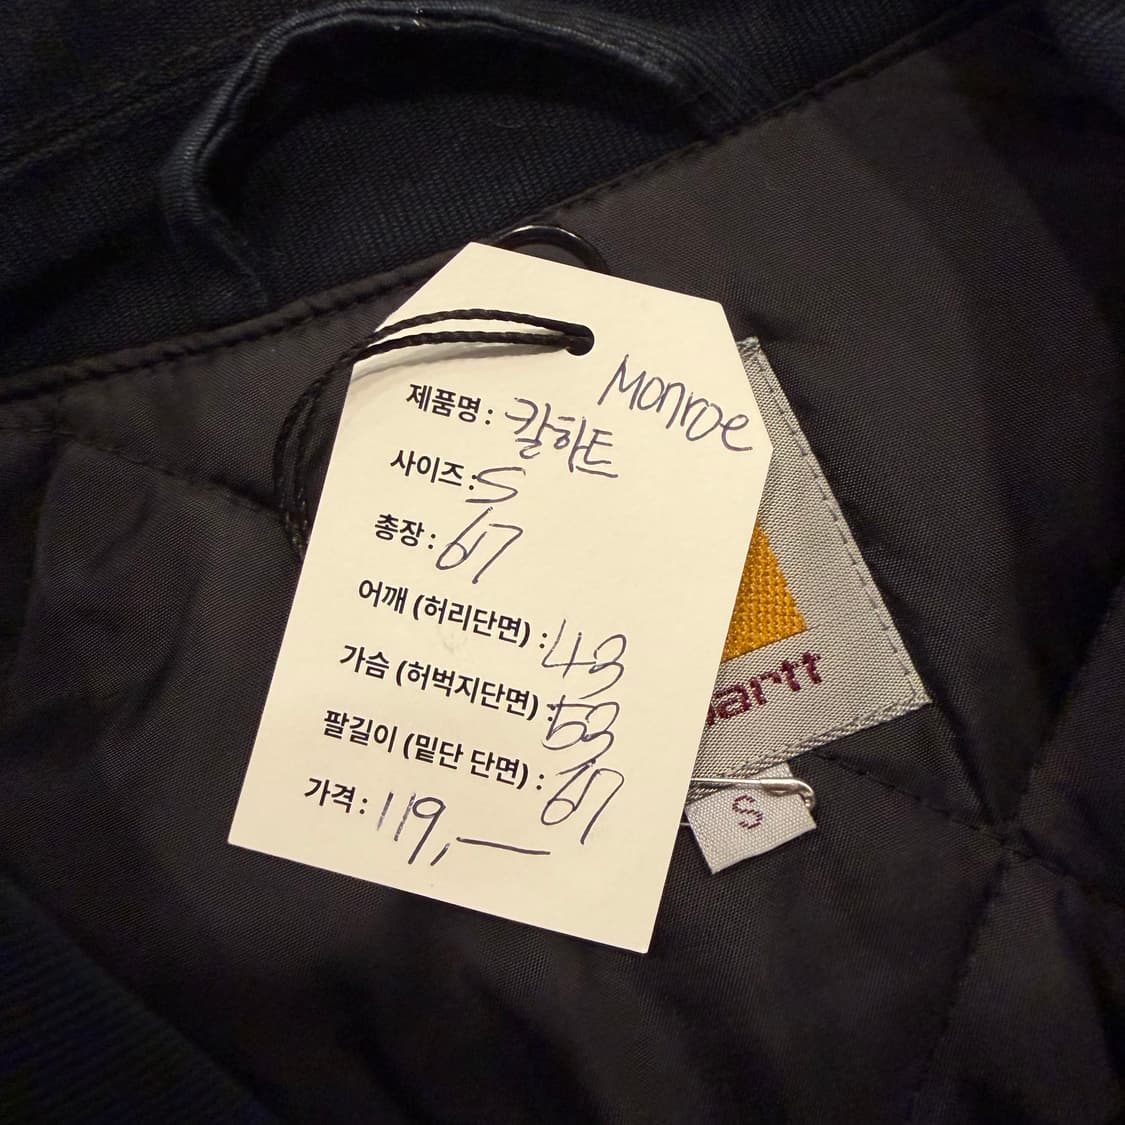 Monroe
제품명 : 칼하트
사이즈 : S
총장 : 67
어깨 (허리단면) : 43
가슴 (허벅지단면) : 53
팔길이 (밑단 단면) : 67
가격 : 119,—
artt
S